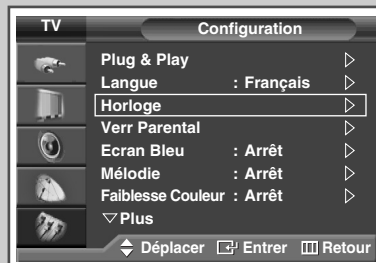 TV Configuration
Plug & Play
Langue : Français
Horloge
Verr Parental
Ecran Bleu : Arrêt
Mélodie : Arrêt
Faiblesse Couleur : Arrêt
Plus
Déplacer Entrer Retour